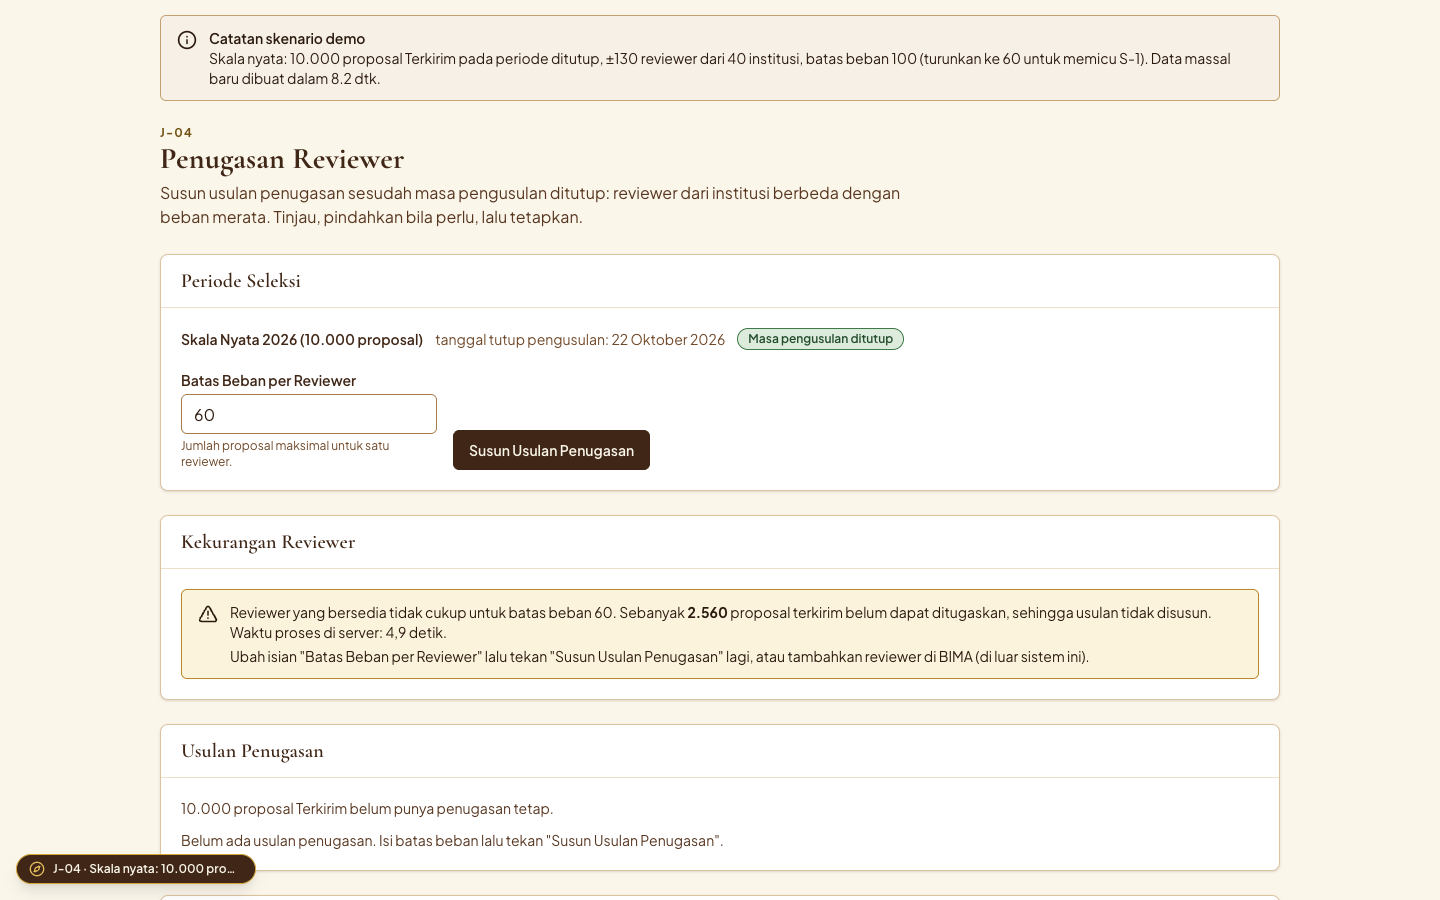 Catatan skenario demo
Skala nyata: 10.000 proposal Terkirim pada periode ditutup, ±130 reviewer dari 40 institusi, batas beban 100 (turunkan ke 60 untuk memicu S-1). Data massal
baru dibuat dalam 8.2 dtk.
J-04
Penugasan Reviewer
Susun usulan penugasan sesudah masa pengusulan ditutup: reviewer dari institusi berbeda dengan
beban merata. Tinjau, pindahkan bila perlu, lalu tetapkan.
Periode Seleksi
Skala Nyata 2026 (10.000 proposal) tanggal tutup pengusulan: 22 Oktober 2026 Masa pengusulan ditutup
Batas Beban per Reviewer
60
Jumlah proposal maksimal untuk satu
reviewer.
Susun Usulan Penugasan
Kekurangan Reviewer
Reviewer yang bersedia tidak cukup untuk batas beban 60. Sebanyak 2.560 proposal terkirim belum dapat ditugaskan, sehingga usulan tidak disusun.
Waktu proses di server: 4,9 detik.
Ubah isian "Batas Beban per Reviewer" lalu tekan "Susun Usulan Penugasan" lagi, atau tambahkan reviewer di BIMA (di luar sistem ini).
Usulan Penugasan
10.000 proposal Terkirim belum punya penugasan tetap.
Belum ada usulan penugasan. Isi batas beban lalu tekan "Susun Usulan Penugasan".
J-04 · Skala nyata: 10.000 pro…